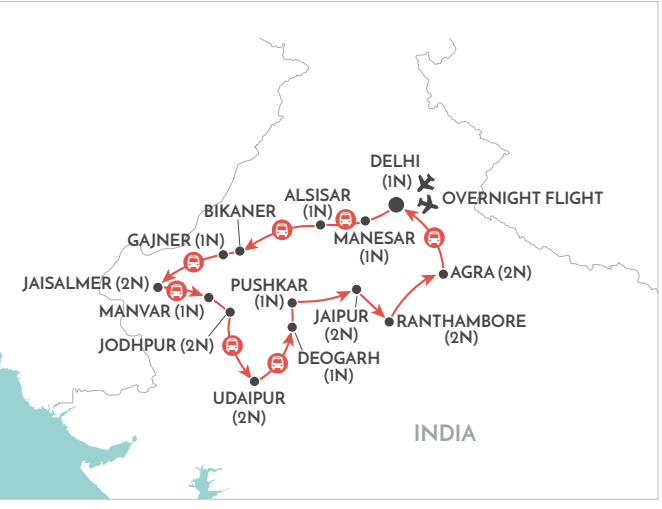 DELHI
(1N)
OVERNIGHT FLIGHT
ALSISAR
(1N)
BIKANER
MANESAR
(1N)
GAJNER (1N)
JAISALMER (2N)
AGRA (2N)
PUSHKAR
(1N)
MANVAR (1N)
JAIPUR
(2N)
RANTHAMBORE
(2N)
JODHPUR (2N)
DEOGARH
(1N)
UDAIPUR
(2N)
INDIA